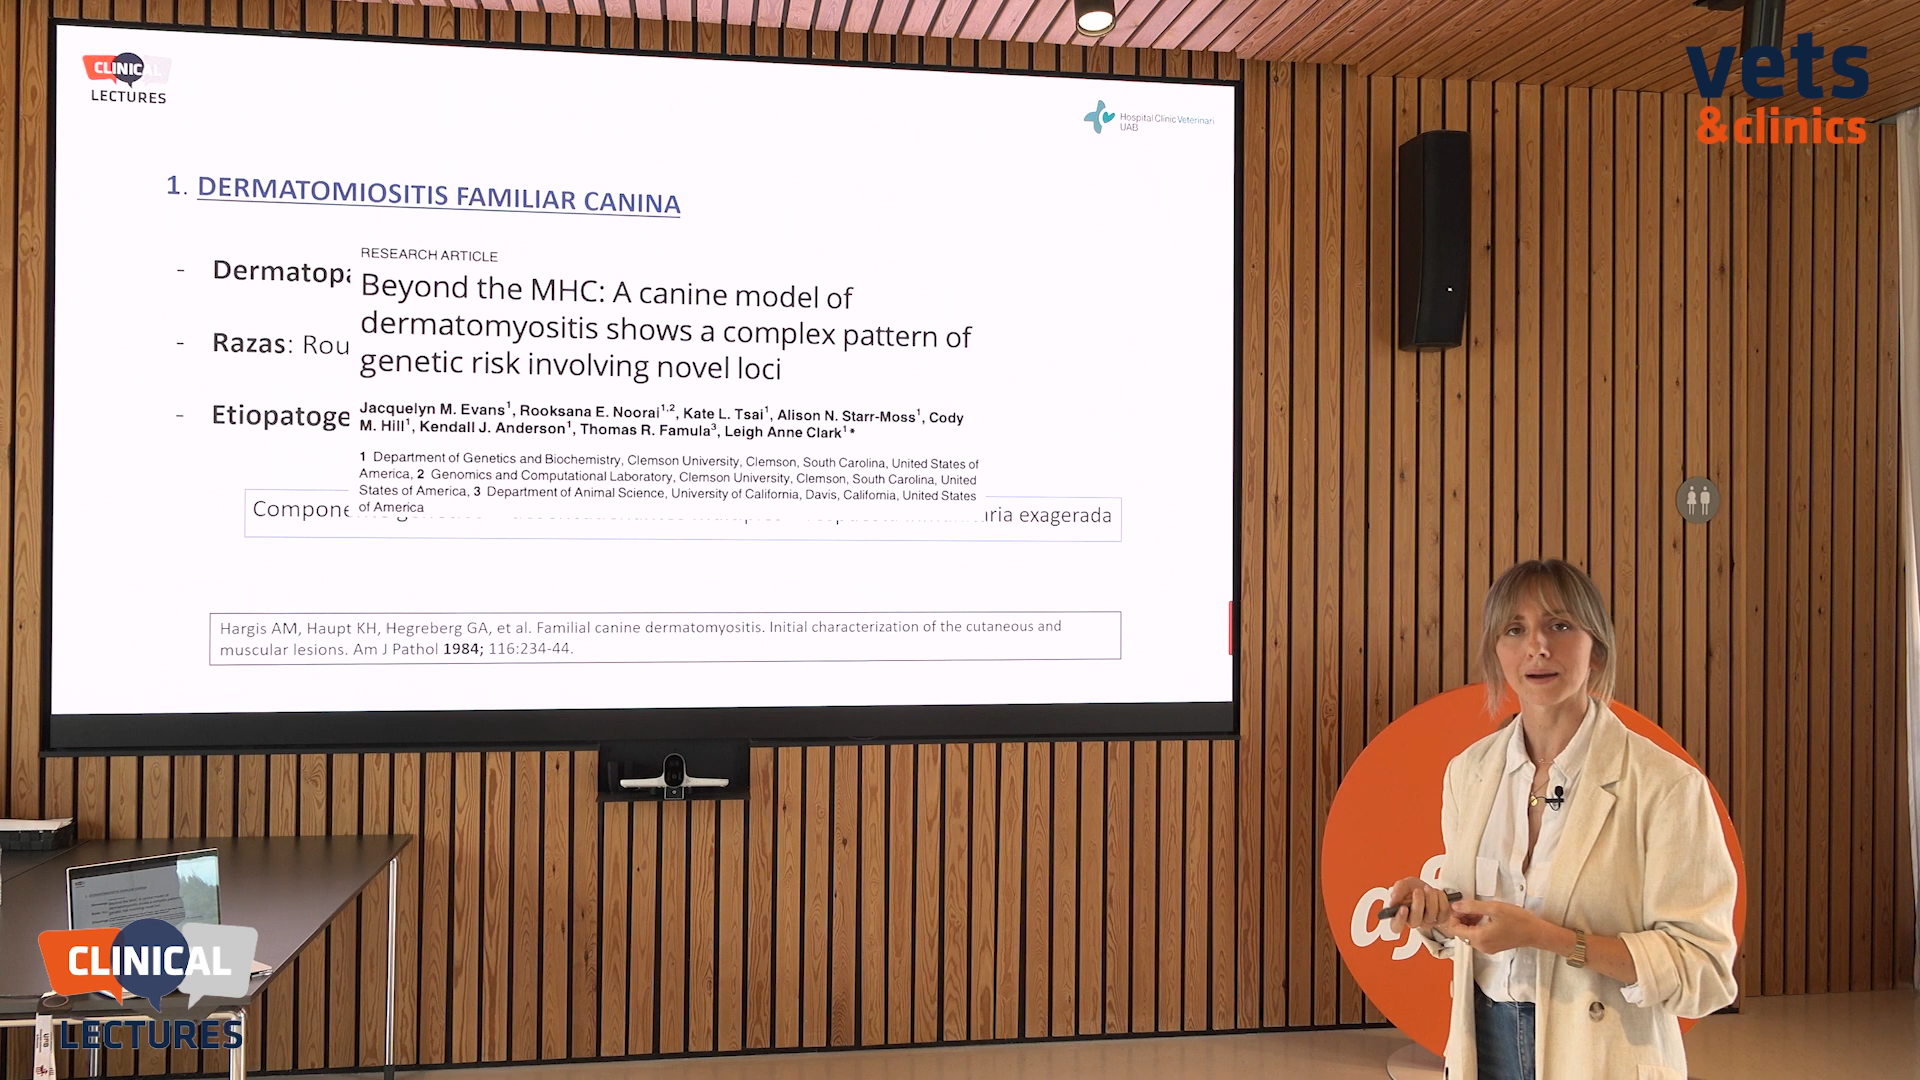 CLINICAL
LECTURES
Hospital Clínic Veterinari
UAB
vets
&clinics
1. DERMATOMIOSITIS FAMILIAR CANINA
- Dermatopa
- Razas: Rou
- Etiopatoge
RESEARCH ARTICLE
Beyond the MHC: A canine model of
dermatomyositis shows a complex pattern of
genetic risk involving novel loci
Jacquelyn M. Evans1, Rooksana E. Noorai1,2, Kate L. Tsai1, Alison N. Starr-Moss1, Cody
M. Hill1, Kendall J. Anderson1, Thomas R. Famula3, Leigh Anne Clark1*
1 Department of Genetics and Biochemistry, Clemson University, Clemson, South Carolina, United States of
America, 2 Genomics and Computational Laboratory, Clemson University, Clemson, South Carolina, United
States of America, 3 Department of Animal Science, University of California, Davis, California, United States
of America
Compone ria exagerada
Hargis AM, Haupt KH, Hegreberg GA, et al. Familial canine dermatomyositis. Initial characterization of the cutaneous and
muscular lesions. Am J Pathol 1984; 116:234-44.
CLINICAL
LECTURES